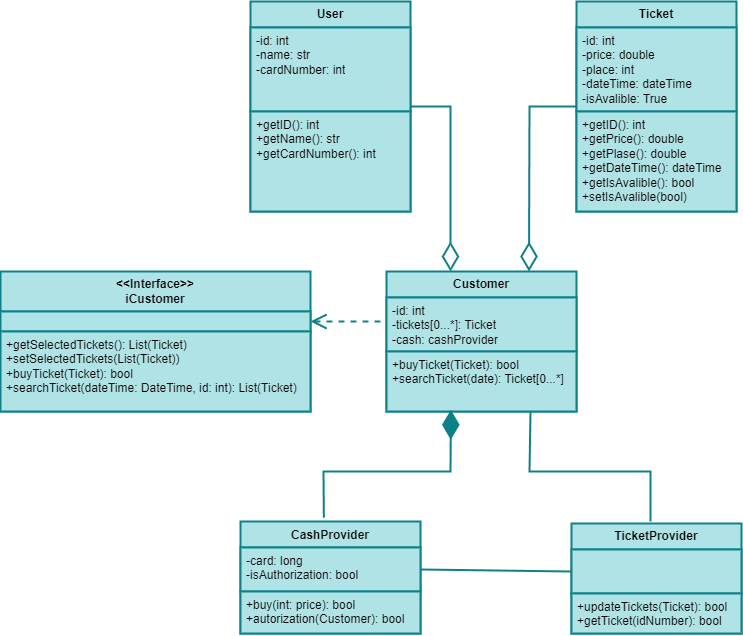 User
-id: int
-name: str
-cardNumber: int
+getID(): int
+getName(): str
+getCardNumber(): int
Ticket
-id: int
-price: double
-place: int
-dateTime: dateTime
-isAvalible: True
+getID(): int
+getPrice(): double
+getPlase(): double
+getDateTime(): dateTime
+getIsAvalible(): bool
+setIsAvalible(bool)
<<Interface>>
iCustomer
+getSelectedTickets(): List(Ticket)
+setSelectedTickets(List(Ticket))
+buyTicket(Ticket): bool
+searchTicket(dateTime: DateTime, id: int): List(Ticket)
Customer
-id: int
-tickets[0...*]: Ticket
-cash: cashProvider
+buyTicket(Ticket): bool
+searchTicket(date): Ticket[0...*]
CashProvider
-card: long
-isAuthorization: bool
+buy(int: price): bool
+autorization(Customer): bool
TicketProvider
+updateTickets(Ticket): bool
+getTicket(idNumber): bool